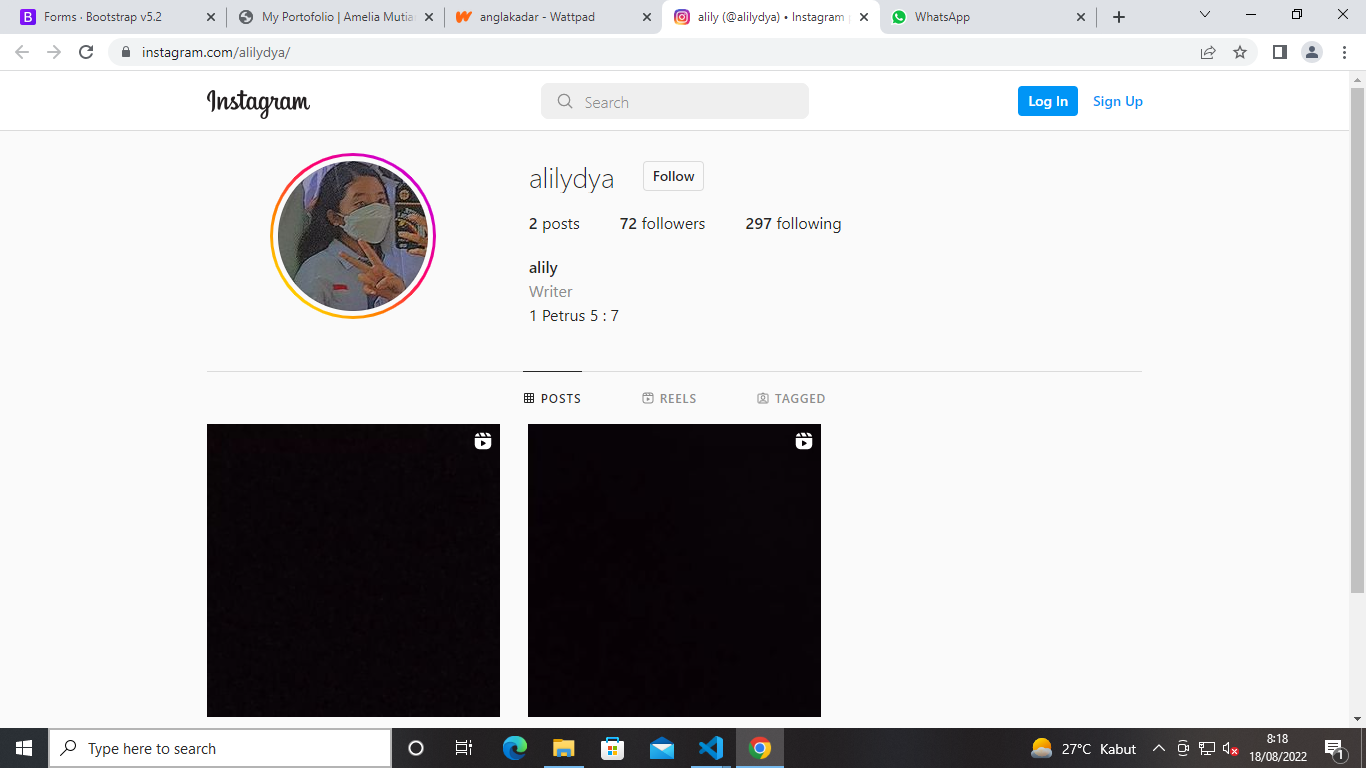 Forms · Bootstrap v5.2
My Portofolio | Amelia Mutia
anglakadar - Wattpad
alily (@alilydya) • Instagram
WhatsApp
instagram.com/alilydya/
Instagram
Search
Log In
Sign Up
alilydya
Follow
2 posts
72 followers
297 following
alily
Writer
1 Petrus 5 : 7
POSTS
REELS
TAGGED
Type here to search
27°C Kabut
8:18
18/08/2022
1